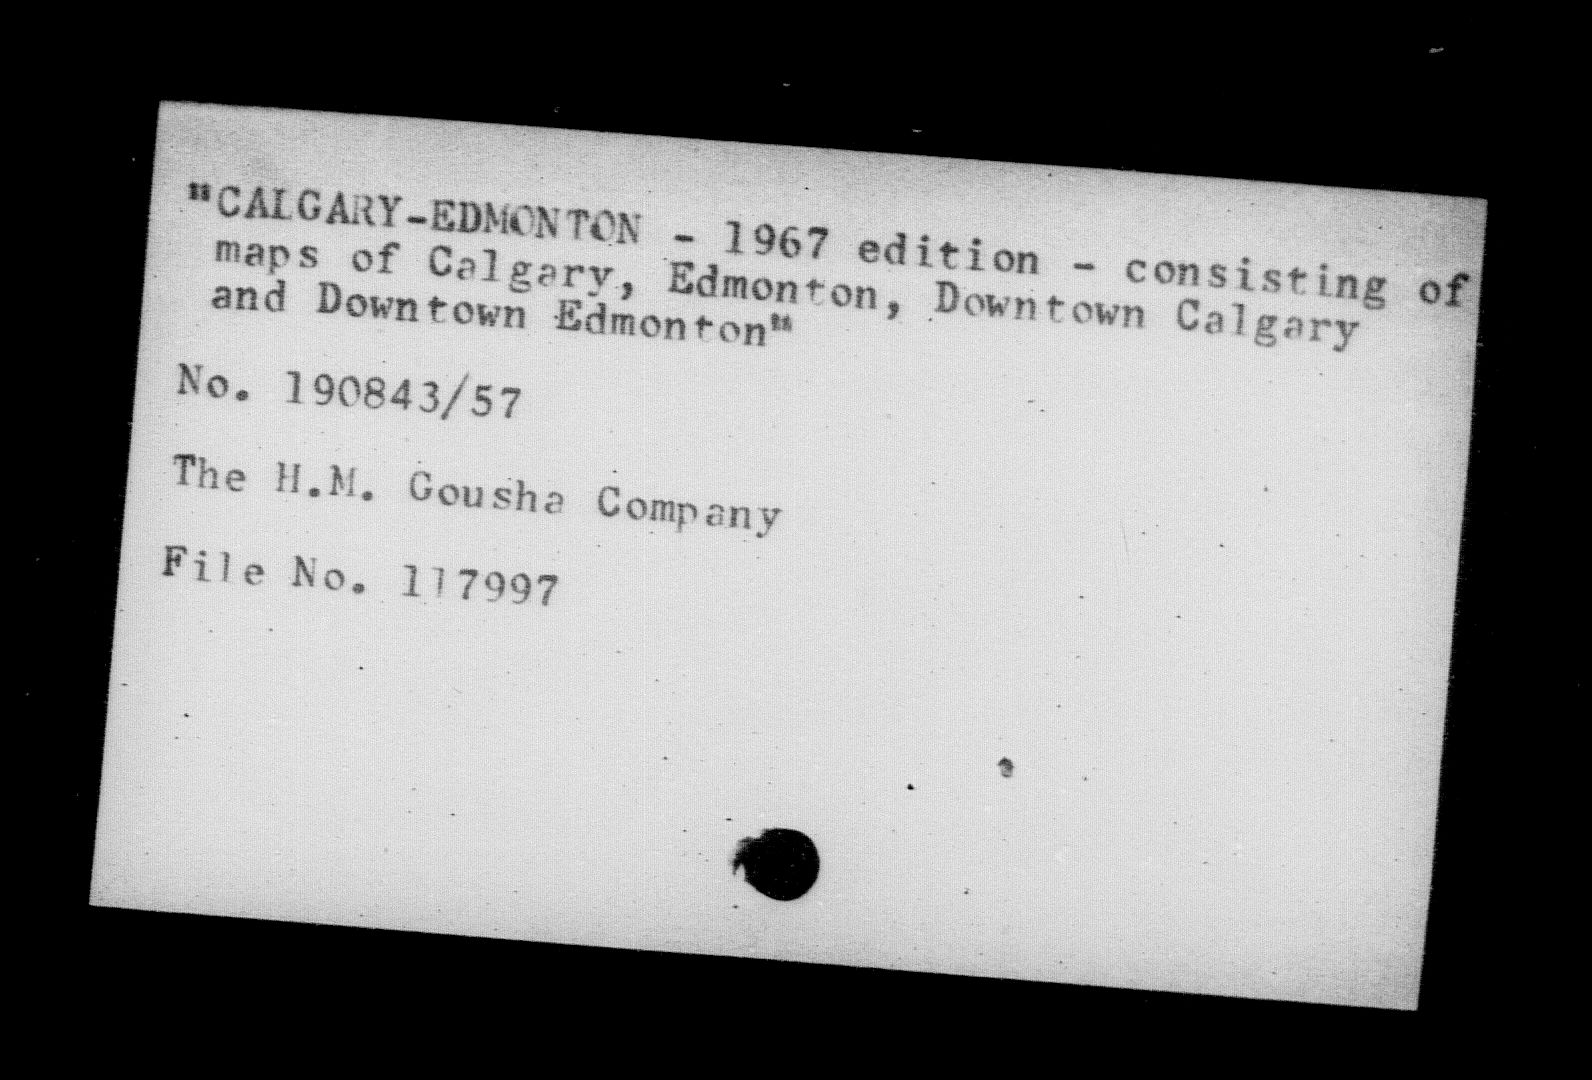 "CALGARY-EDMONTON - 1967 edition - consisting of
maps of Calgary, Edmonton, Downtown Calgary
and Downtown Edmonton"
No. 190843/57
The H.M. Gousha Company
File No. 117997